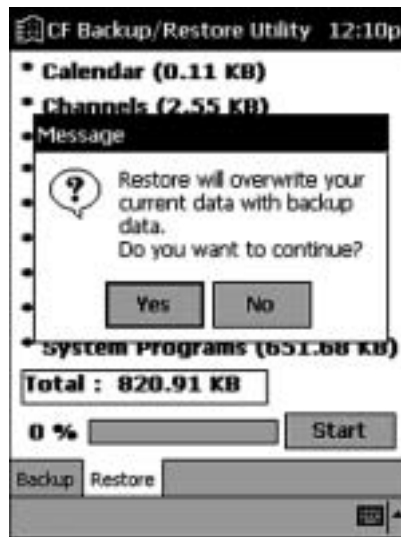 CF Backup/Restore Utility 12:10p
* Calendar (0.11 KB)
* Channels (2.55 KB)
Message
Restore will overwrite your
current data with backup
data.
Do you want to continue?
Yes No
* System Programs (651.68 KB)
Total : 820.91 KB
0 % Start
Backup Restore